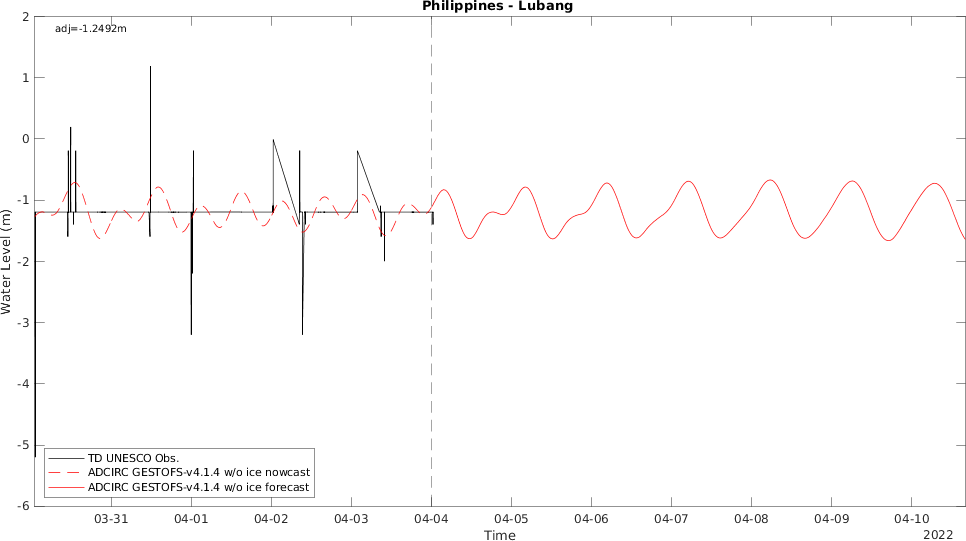 Philippines - Lubang
adj=-1.2492m
2
1
0
-1
-2
-3
-4
-5
-6
Water Level (m)
TD UNESCO Obs.
ADCIRC GESTOFS-v4.1.4 w/o ice nowcast
ADCIRC GESTOFS-v4.1.4 w/o ice forecast
03-31 04-01 04-02 04-03 04-04 04-05 04-06 04-07 04-08 04-09 04-10
Time
2022